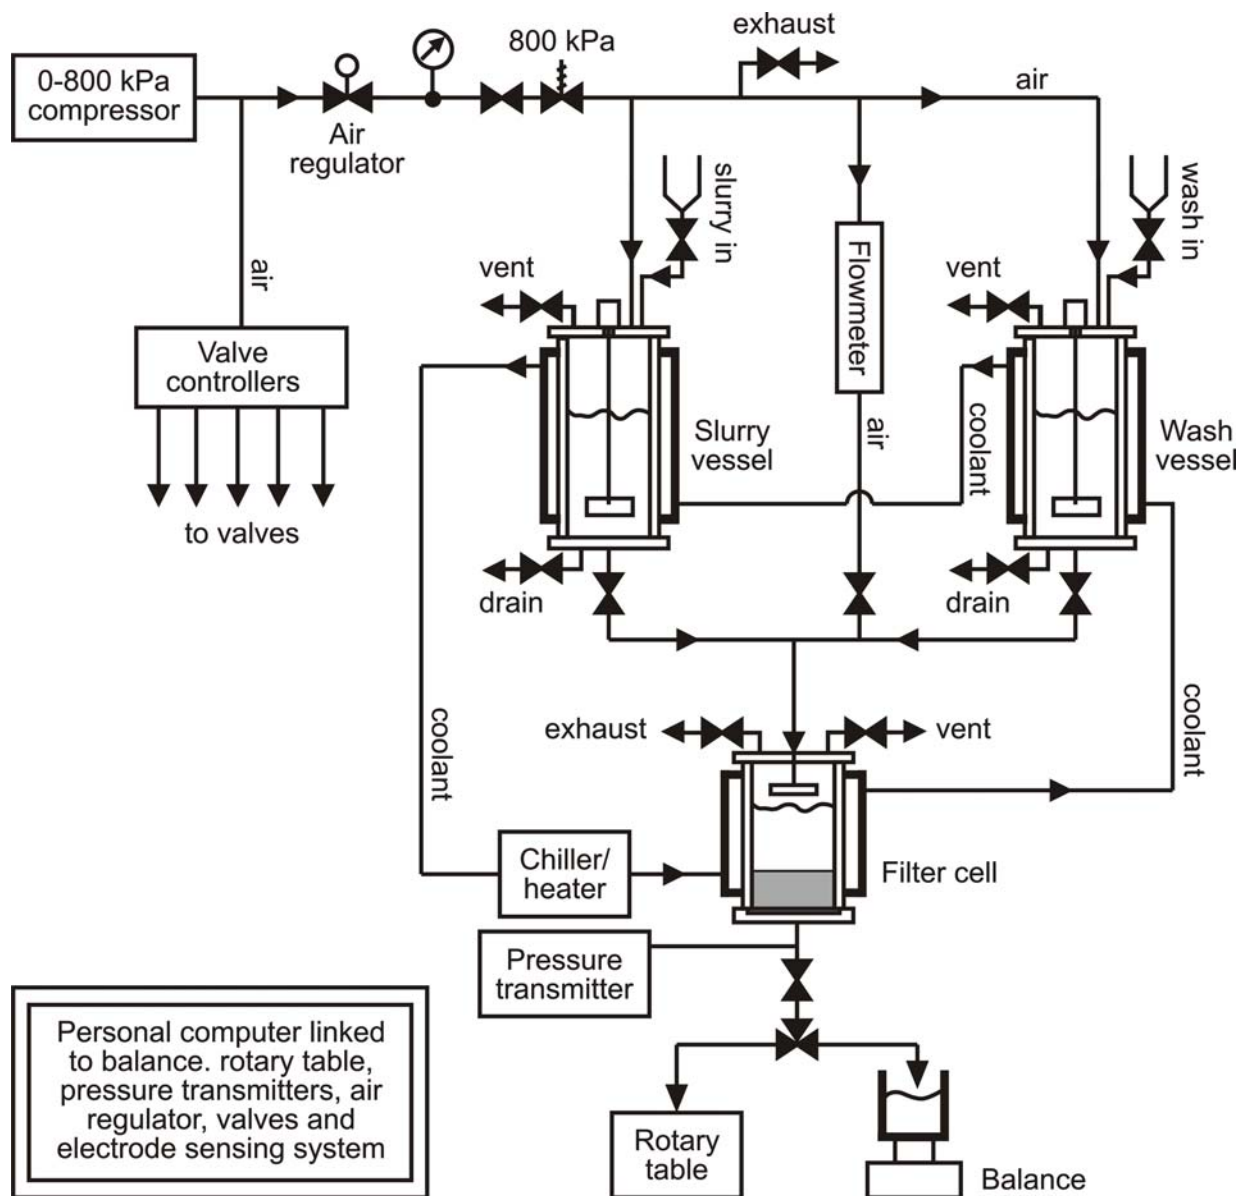 exhaust
800 kPa
0-800 kPa
compressor
air
Air
regulator
slurry in
wash in
air
vent
vent
Flowmeter
Valve
controllers
air
coolant
Slurry
vessel
Wash
vessel
to valves
drain
drain
coolant
coolant
exhaust
vent
Chiller/
heater
Filter cell
Pressure
transmitter
Personal computer linked
to balance. rotary table,
pressure transmitters, air
regulator, valves and
electrode sensing system
Rotary
table
Balance